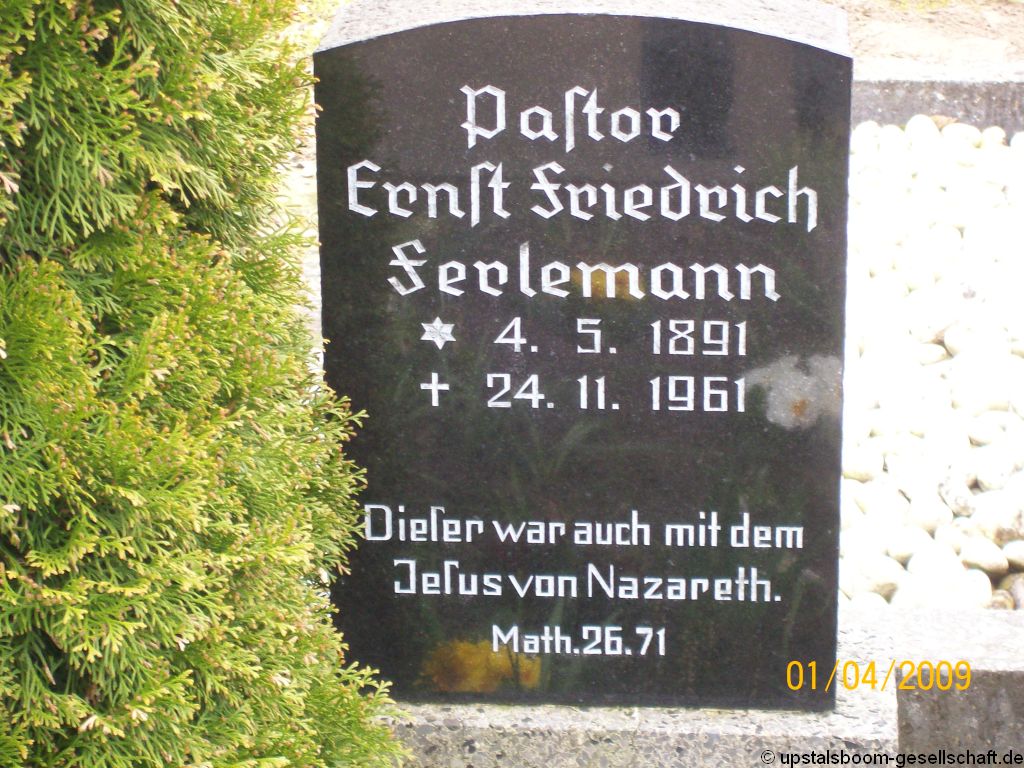 Paſtor
Ernſt Friedrich
Ferlemann
* 4. 5. 1891
† 24. 11. 1961
Dieſer war auch mit dem
Jeſus von Nazareth.
Math. 26. 71
01/04/2009
© upstalsboom-gesellschaft.de